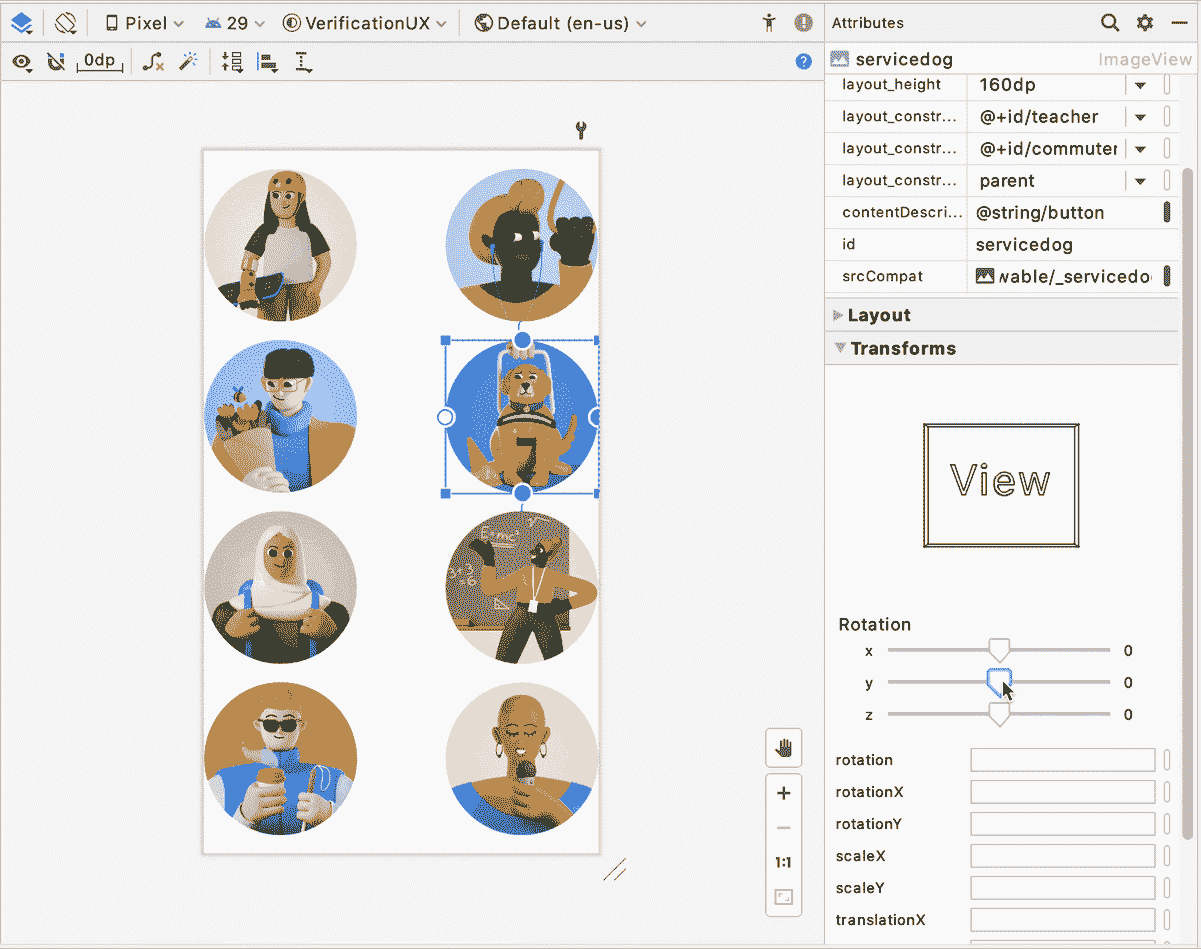 Pixel 29 VerificationUX Default (en-us)
0dp
?
Attributes
servicedog ImageView
layout_height 160dp
layout_constr... @+id/teacher
layout_constr... @+id/commuter
layout_constr... parent
contentDescri... @string/button
id servicedog
srcCompat wable/_servicedo
Layout
Transforms
View
Rotation
x 0
y 0
z 0
rotation
rotationX
rotationY
scaleX
scaleY
translationX
+
−
1:1
7